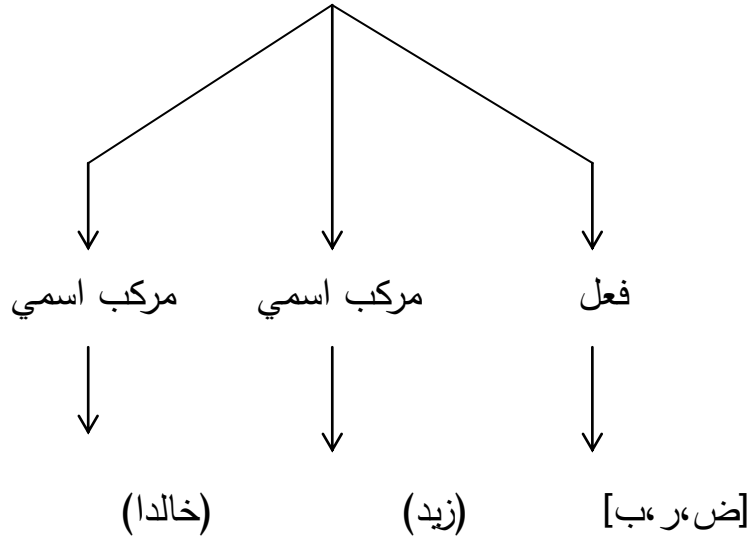 فعل مركب اسمي مركب اسمي
[ض،ر،ب] (زيد) (خالدا)